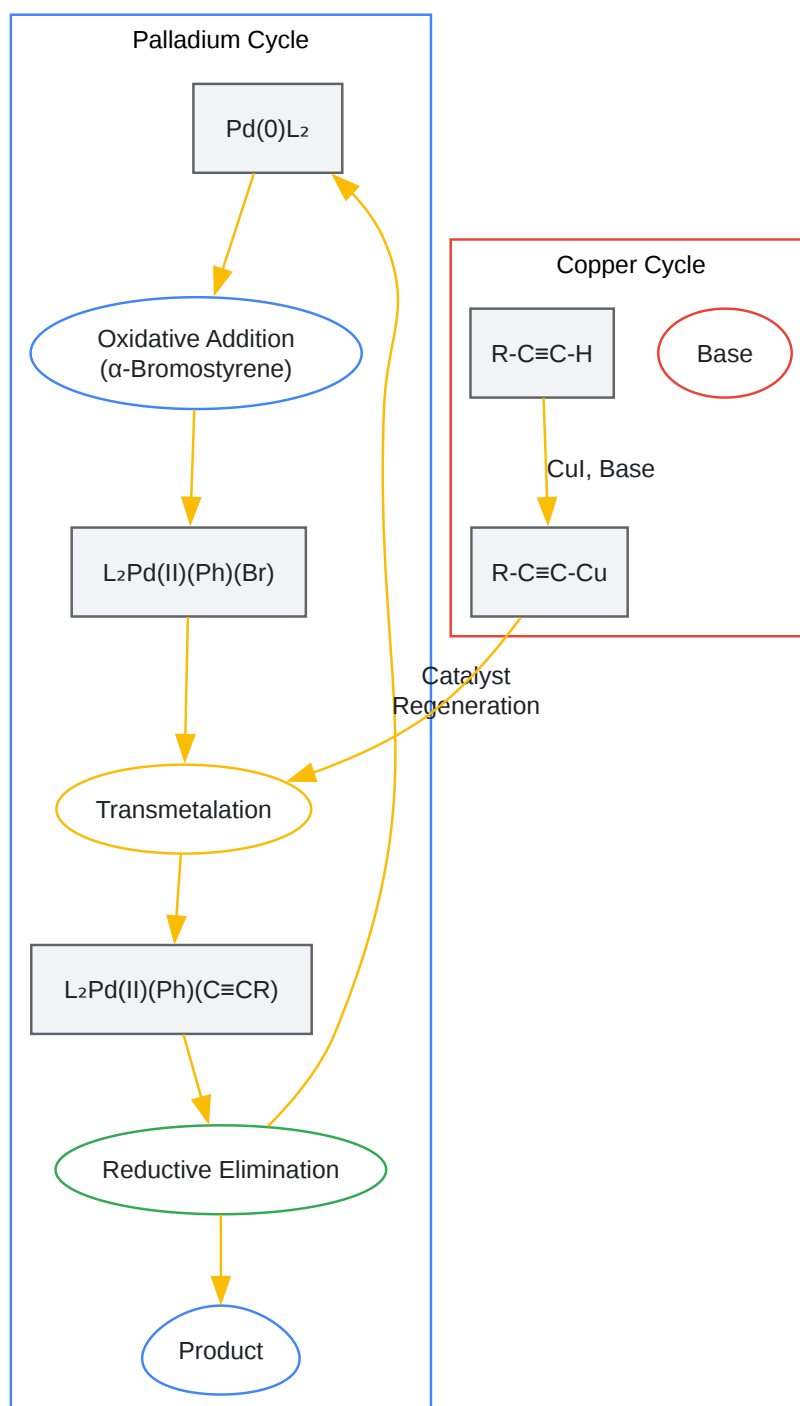 Palladium Cycle
Pd(0)L₂
Oxidative Addition
(α-Bromostyrene)
L₂Pd(II)(Ph)(Br)
Transmetalation
L₂Pd(II)(Ph)(C≡CR)
Reductive Elimination
Product
Catalyst
Regeneration
Copper Cycle
R-C≡C-H
Base
CuI, Base
R-C≡C-Cu